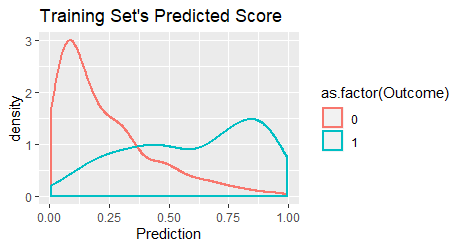 Training Set's Predicted Score
3
2
1
0
density
0.00 0.25 0.50 0.75 1.00
Prediction
as.factor(Outcome)
0
1